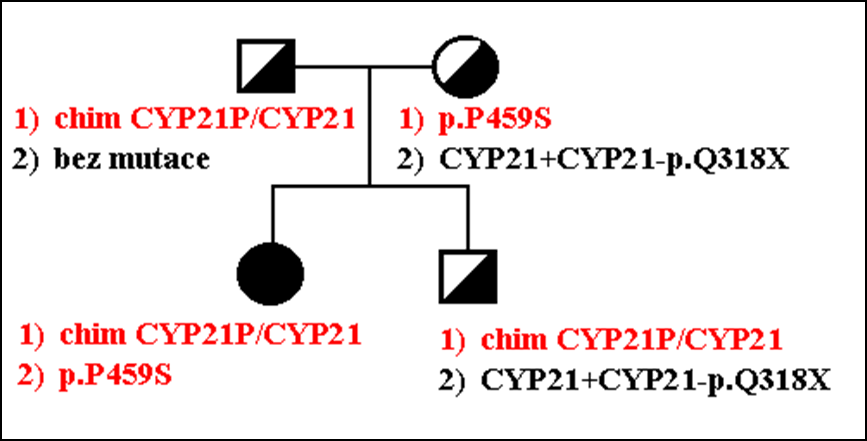 1) chim CYP21P/CYP21
2) bez mutace
1) p.P459S
2) CYP21+CYP21-p.Q318X
1) chim CYP21P/CYP21
2) p.P459S
1) chim CYP21P/CYP21
2) CYP21+CYP21-p.Q318X